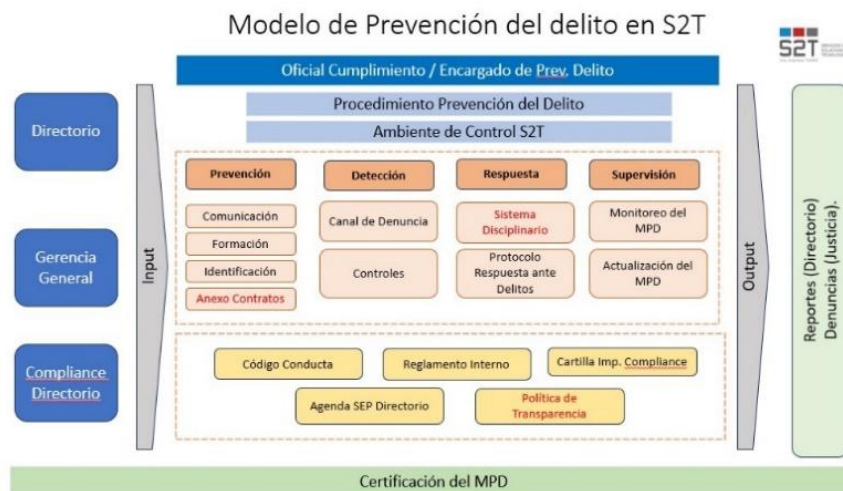 Modelo de Prevención del delito en S2T
S2T
Oficial Cumplimiento / Encargado de Prev. Delito
Procedimiento Prevención del Delito
Ambiente de Control S2T
Directorio
Gerencia
General
Compliance
Directorio
Input
Prevención
Comunicación
Formación
Identificación
Anexo Contratos
Detección
Canal de Denuncia
Controles
Respuesta
Sistema
Disciplinario
Protocolo
Respuesta ante
Delitos
Supervisión
Monitoreo del
MPD
Actualización del
MPD
Código Conducta
Reglamento Interno
Cartilla Imp. Compliance
Agenda SEP Directorio
Política de
Transparencia
Output
Reportes (Directorio)
Denuncias (Justicia).
Certificación del MPD